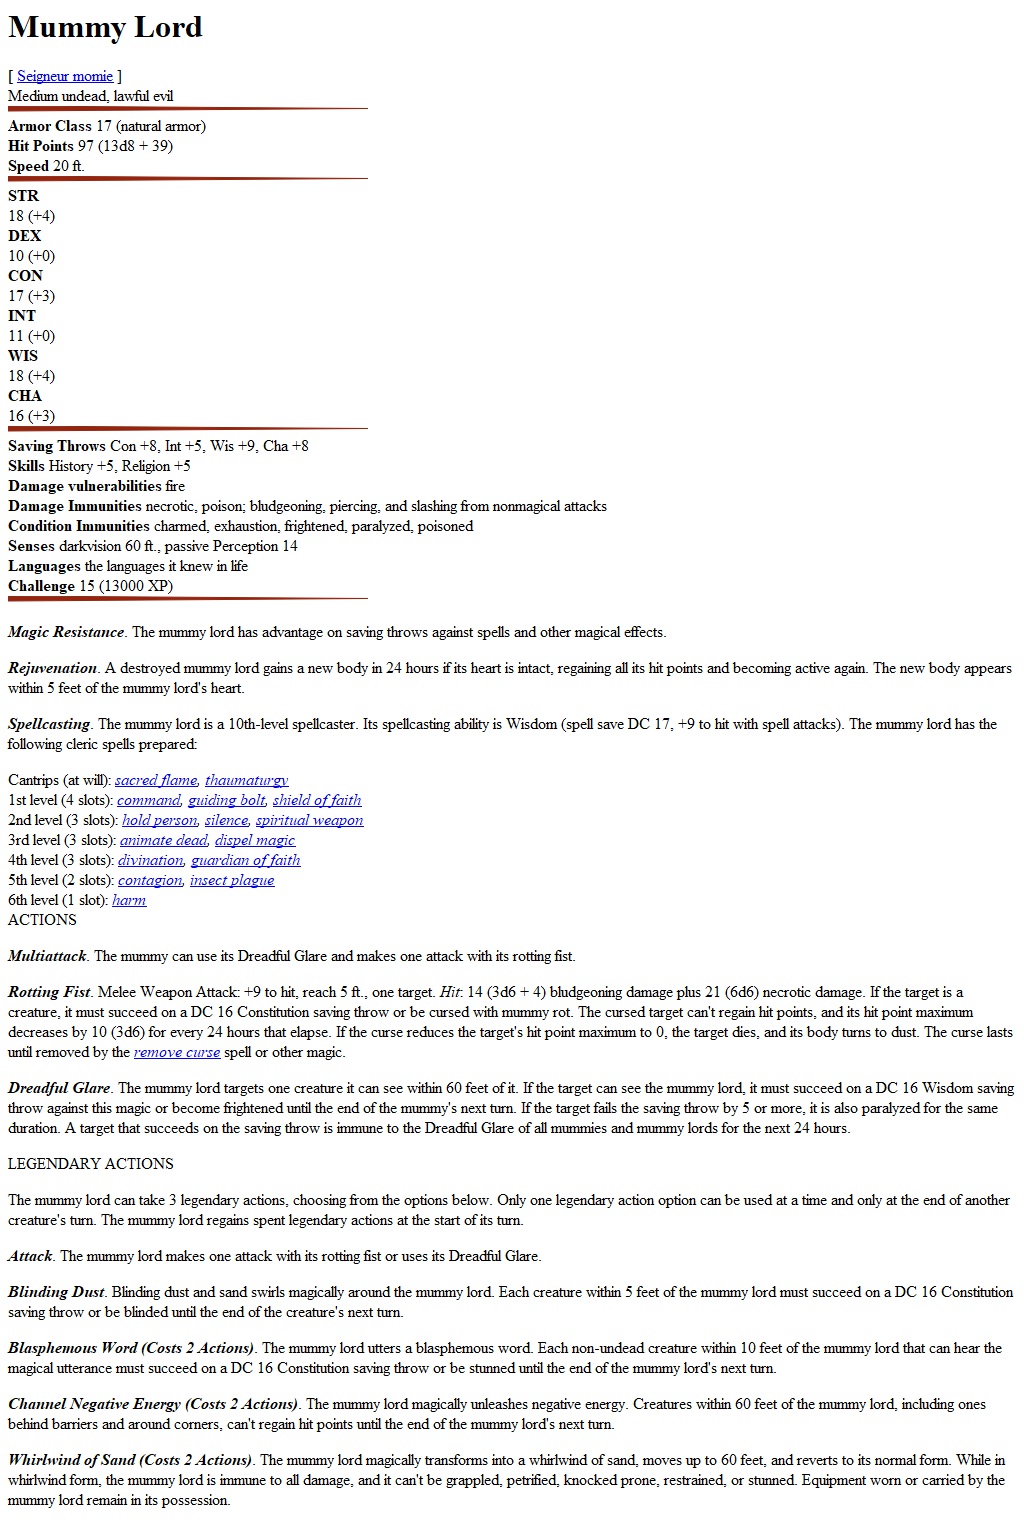 Mummy Lord
[ Seigneur momie ]
Medium undead, lawful evil
Armor Class 17 (natural armor)
Hit Points 97 (13d8 + 39)
Speed 20 ft.
STR
18 (+4)
DEX
10 (+0)
CON
17 (+3)
INT
11 (+0)
WIS
18 (+4)
CHA
16 (+3)
Saving Throws Con +8, Int +5, Wis +9, Cha +8
Skills History +5, Religion +5
Damage vulnerabilities fire
Damage Immunities necrotic, poison; bludgeoning, piercing, and slashing from nonmagical attacks
Condition Immunities charmed, exhaustion, frightened, paralyzed, poisoned
Senses darkvision 60 ft., passive Perception 14
Languages the languages it knew in life
Challenge 15 (13000 XP)
Magic Resistance. The mummy lord has advantage on saving throws against spells and other magical effects.
Rejuvenation. A destroyed mummy lord gains a new body in 24 hours if its heart is intact, regaining all its hit points and becoming active again. The new body appears
within 5 feet of the mummy lord's heart.
Spellcasting. The mummy lord is a 10th-level spellcaster. Its spellcasting ability is Wisdom (spell save DC 17, +9 to hit with spell attacks). The mummy lord has the
following cleric spells prepared:
Cantrips (at will): sacred flame, thaumaturgy
1st level (4 slots): command, guiding bolt, shield of faith
2nd level (3 slots): hold person, silence, spiritual weapon
3rd level (3 slots): animate dead, dispel magic
4th level (3 slots): divination, guardian of faith
5th level (2 slots): contagion, insect plague
6th level (1 slot): harm
ACTIONS
Multiattack. The mummy can use its Dreadful Glare and makes one attack with its rotting fist.
Rotting Fist. Melee Weapon Attack: +9 to hit, reach 5 ft., one target. Hit: 14 (3d6 + 4) bludgeoning damage plus 21 (6d6) necrotic damage. If the target is a
creature, it must succeed on a DC 16 Constitution saving throw or be cursed with mummy rot. The cursed target can't regain hit points, and its hit point maximum
decreases by 10 (3d6) for every 24 hours that elapse. If the curse reduces the target's hit point maximum to 0, the target dies, and its body turns to dust. The curse lasts
until removed by the remove curse spell or other magic.
Dreadful Glare. The mummy lord targets one creature it can see within 60 feet of it. If the target can see the mummy lord, it must succeed on a DC 16 Wisdom saving
throw against this magic or become frightened until the end of the mummy's next turn. If the target fails the saving throw by 5 or more, it is also paralyzed for the same
duration. A target that succeeds on the saving throw is immune to the Dreadful Glare of all mummies and mummy lords for the next 24 hours.
LEGENDARY ACTIONS
The mummy lord can take 3 legendary actions, choosing from the options below. Only one legendary action option can be used at a time and only at the end of another
creature's turn. The mummy lord regains spent legendary actions at the start of its turn.
Attack. The mummy lord makes one attack with its rotting fist or uses its Dreadful Glare.
Blinding Dust. Blinding dust and sand swirls magically around the mummy lord. Each creature within 5 feet of the mummy lord must succeed on a DC 16 Constitution
saving throw or be blinded until the end of the creature's next turn.
Blasphemous Word (Costs 2 Actions). The mummy lord utters a blasphemous word. Each non-undead creature within 10 feet of the mummy lord that can hear the
magical utterance must succeed on a DC 16 Constitution saving throw or be stunned until the end of the mummy lord's next turn.
Channel Negative Energy (Costs 2 Actions). The mummy lord magically unleashes negative energy. Creatures within 60 feet of the mummy lord, including ones
behind barriers and around corners, can't regain hit points until the end of the mummy lord's next turn.
Whirlwind of Sand (Costs 2 Actions). The mummy lord magically transforms into a whirlwind of sand, moves up to 60 feet, and reverts to its normal form. While in
whirlwind form, the mummy lord is immune to all damage, and it can't be grappled, petrified, knocked prone, restrained, or stunned. Equipment worn or carried by the
mummy lord remain in its possession.